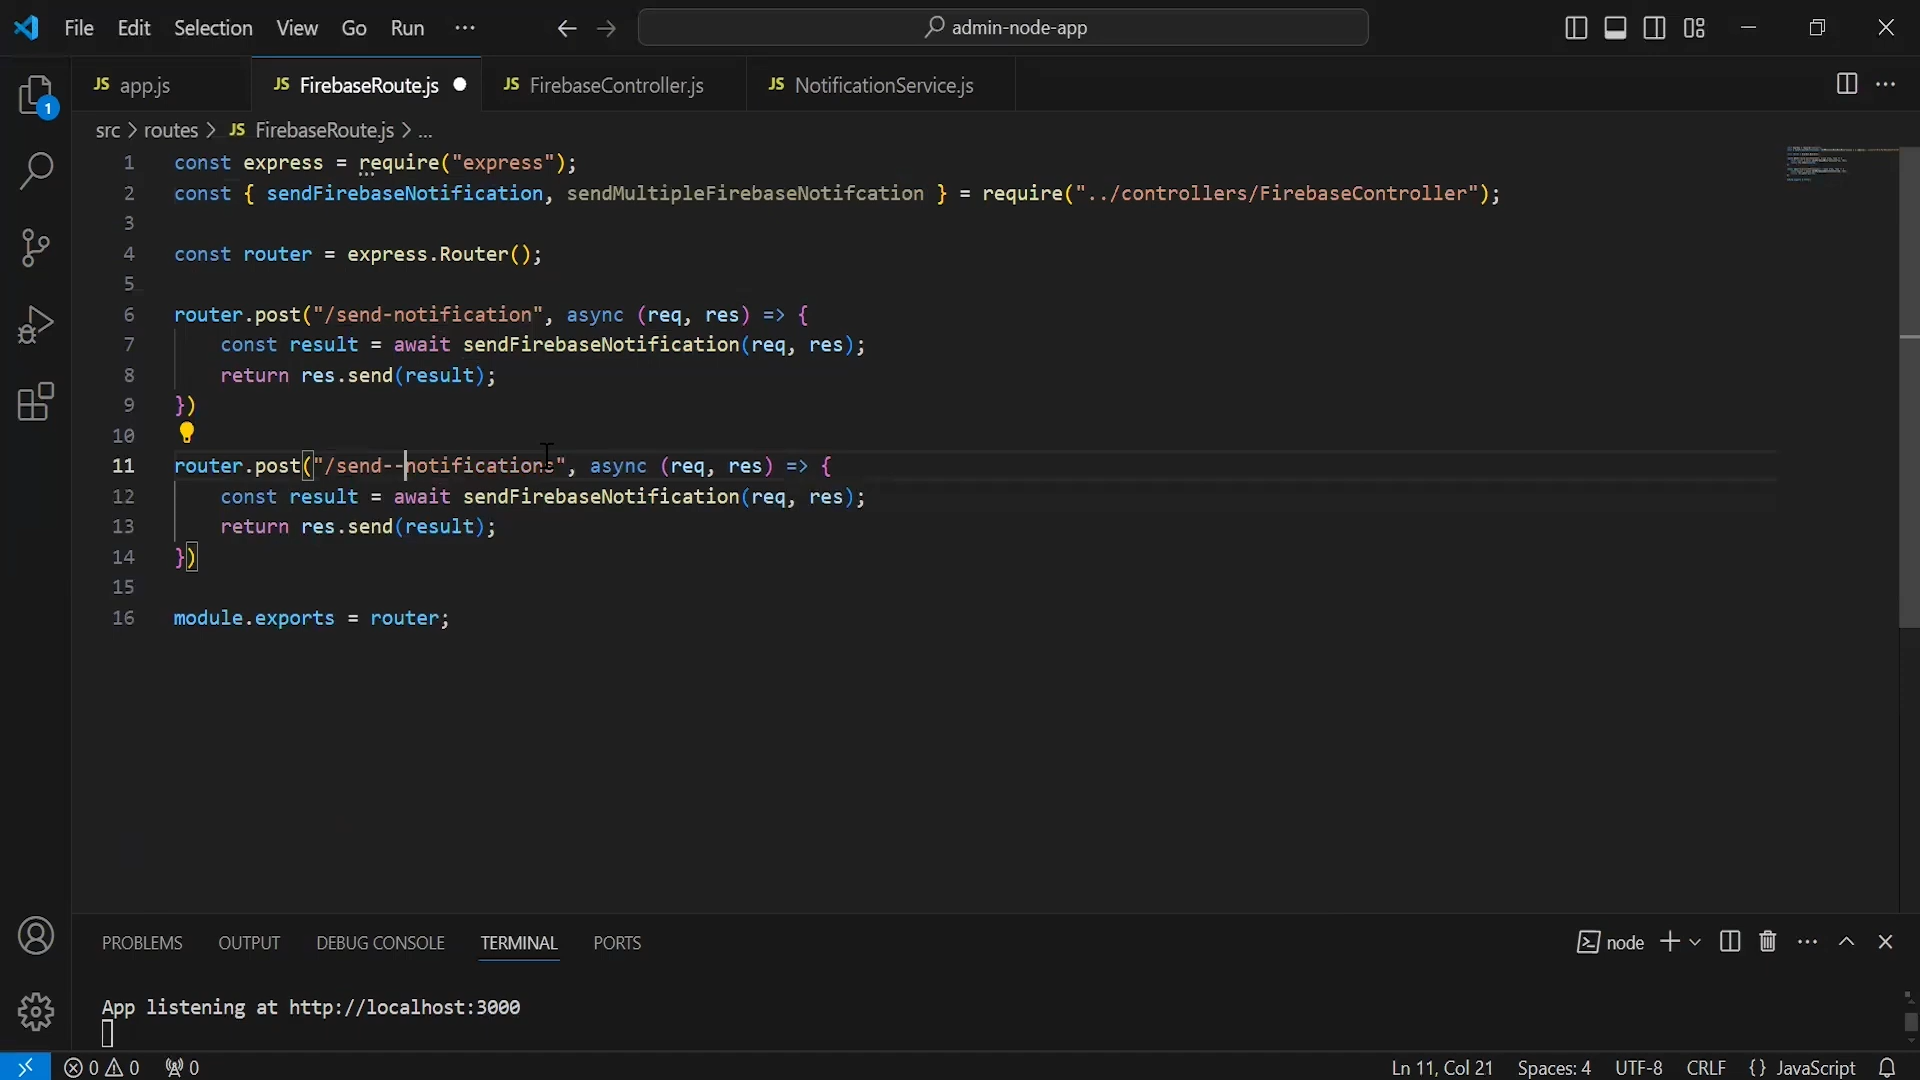 File Edit Selection View Go Run ··· admin-node-app
JS app.js JS FirebaseRoute.js JS FirebaseController.js JS NotificationService.js
src > routes > JS FirebaseRoute.js > ...
1 const express = require("express");
2 const { sendFirebaseNotification, sendMultipleFirebaseNotifcation } = require("../controllers/FirebaseController");
3
4 const router = express.Router();
5
6 router.post("/send-notification", async (req, res) => {
7 const result = await sendFirebaseNotification(req, res);
8 return res.send(result);
9 })
10
11 router.post("/send--notifications", async (req, res) => {
12 const result = await sendFirebaseNotification(req, res);
13 return res.send(result);
14 })
15
16 module.exports = router;
1
PROBLEMS OUTPUT DEBUG CONSOLE TERMINAL PORTS node
App listening at http://localhost:3000
0 0 0 Ln 11, Col 21 Spaces: 4 UTF-8 CRLF {} JavaScript